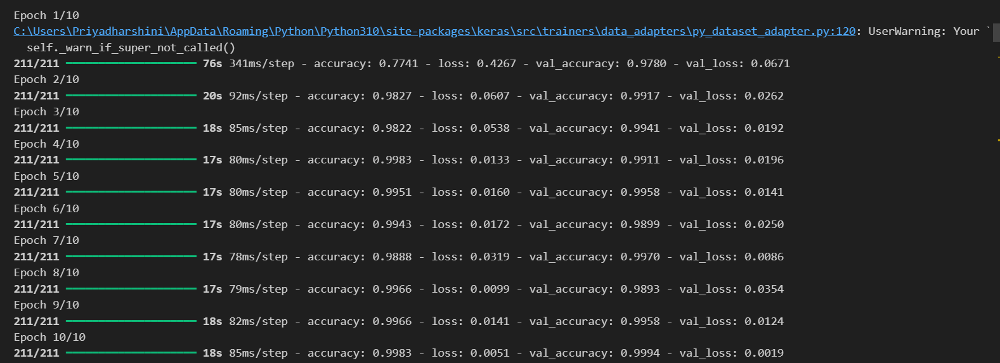 Epoch 1/10
C:\Users\Priyadharshini\AppData\Roaming\Python\Python310\site-packages\keras\src\trainers\data_adapters\py_dataset_adapter.py:120: UserWarning: Your `
  self._warn_if_super_not_called()
211/211 ━━━━━━━━━━━━━━━━━━━━ 76s 341ms/step - accuracy: 0.7741 - loss: 0.4267 - val_accuracy: 0.9780 - val_loss: 0.0671
Epoch 2/10
211/211 ━━━━━━━━━━━━━━━━━━━━ 20s 92ms/step - accuracy: 0.9827 - loss: 0.0607 - val_accuracy: 0.9917 - val_loss: 0.0262
Epoch 3/10
211/211 ━━━━━━━━━━━━━━━━━━━━ 18s 85ms/step - accuracy: 0.9822 - loss: 0.0538 - val_accuracy: 0.9941 - val_loss: 0.0192
Epoch 4/10
211/211 ━━━━━━━━━━━━━━━━━━━━ 17s 80ms/step - accuracy: 0.9983 - loss: 0.0133 - val_accuracy: 0.9911 - val_loss: 0.0196
Epoch 5/10
211/211 ━━━━━━━━━━━━━━━━━━━━ 17s 80ms/step - accuracy: 0.9951 - loss: 0.0160 - val_accuracy: 0.9958 - val_loss: 0.0141
Epoch 6/10
211/211 ━━━━━━━━━━━━━━━━━━━━ 17s 80ms/step - accuracy: 0.9943 - loss: 0.0172 - val_accuracy: 0.9899 - val_loss: 0.0250
Epoch 7/10
211/211 ━━━━━━━━━━━━━━━━━━━━ 17s 78ms/step - accuracy: 0.9888 - loss: 0.0319 - val_accuracy: 0.9970 - val_loss: 0.0086
Epoch 8/10
211/211 ━━━━━━━━━━━━━━━━━━━━ 17s 79ms/step - accuracy: 0.9966 - loss: 0.0099 - val_accuracy: 0.9893 - val_loss: 0.0354
Epoch 9/10
211/211 ━━━━━━━━━━━━━━━━━━━━ 18s 82ms/step - accuracy: 0.9966 - loss: 0.0141 - val_accuracy: 0.9958 - val_loss: 0.0124
Epoch 10/10
211/211 ━━━━━━━━━━━━━━━━━━━━ 18s 85ms/step - accuracy: 0.9983 - loss: 0.0051 - val_accuracy: 0.9994 - val_loss: 0.0019